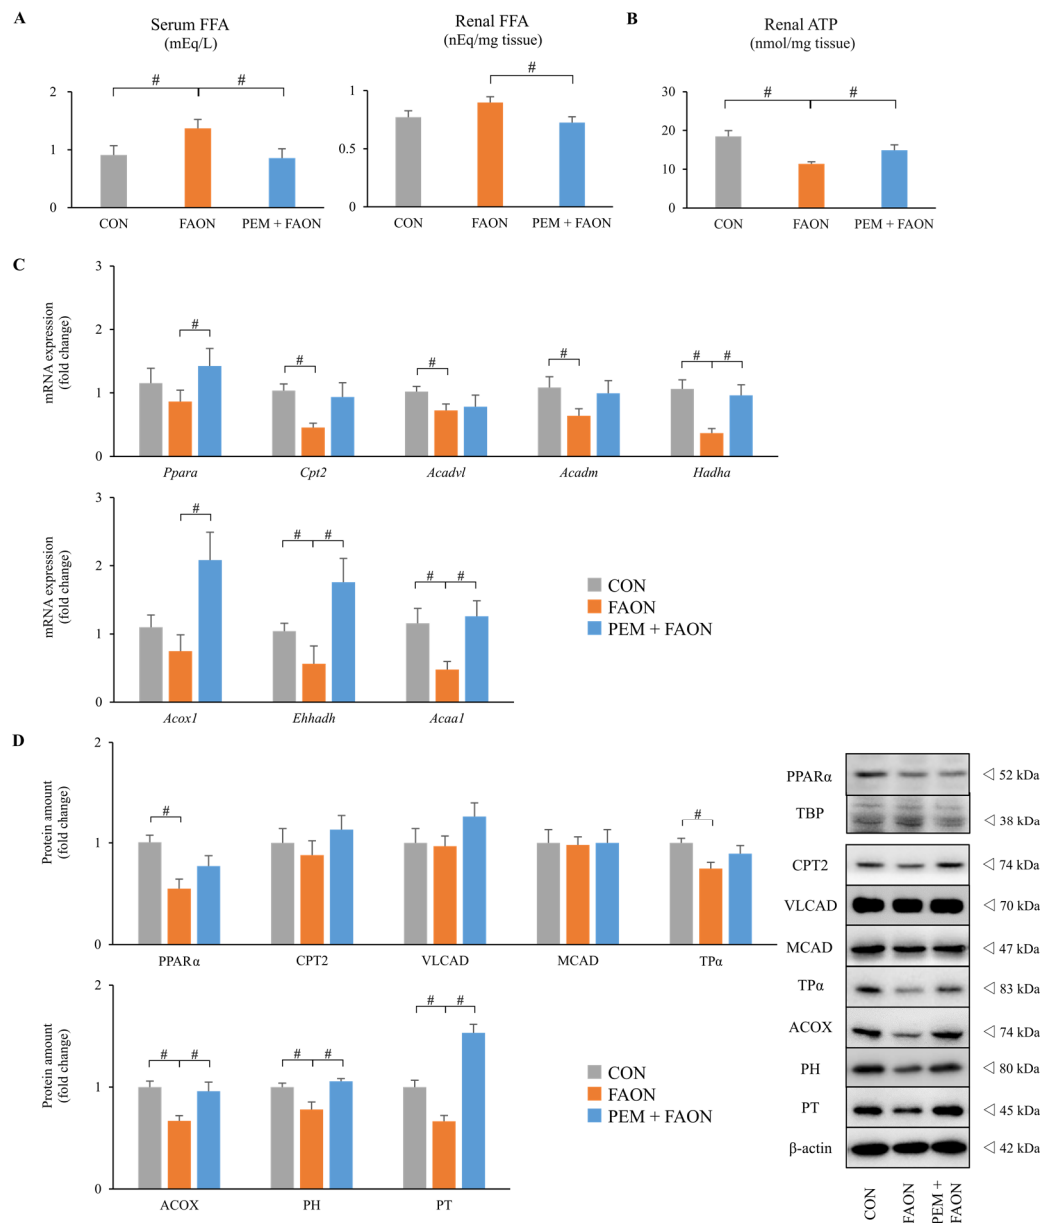 A
Serum FFA
(mEq/L)
#
#
2
1
0
CON
FAON
PEM + FAON
Renal FFA
(nEq/mg tissue)
#
1
0.5
0
CON
FAON
PEM + FAON
B
Renal ATP
(nmol/mg tissue)
#
#
30
20
10
0
CON
FAON
PEM + FAON
C
mRNA expression
(fold change)
3
2
1
0
#
#
#
#
#
#
Ppara
Cpt2
Acadvl
Acadm
Hadha
mRNA expression
(fold change)
3
2
1
0
#
#
#
#
#
Acox1
Ehhadh
Acaa1
CON
FAON
PEM + FAON
D
Protein amount
(fold change)
2
1
0
#
#
PPARα
CPT2
VLCAD
MCAD
TPα
Protein amount
(fold change)
2
1
0
#
#
#
#
#
#
ACOX
PH
PT
CON
FAON
PEM + FAON
PPARα
52 kDa
TBP
38 kDa
CPT2
74 kDa
VLCAD
70 kDa
MCAD
47 kDa
TPα
83 kDa
ACOX
74 kDa
PH
80 kDa
PT
45 kDa
β-actin
42 kDa
CON
FAON
PEM +
FAON